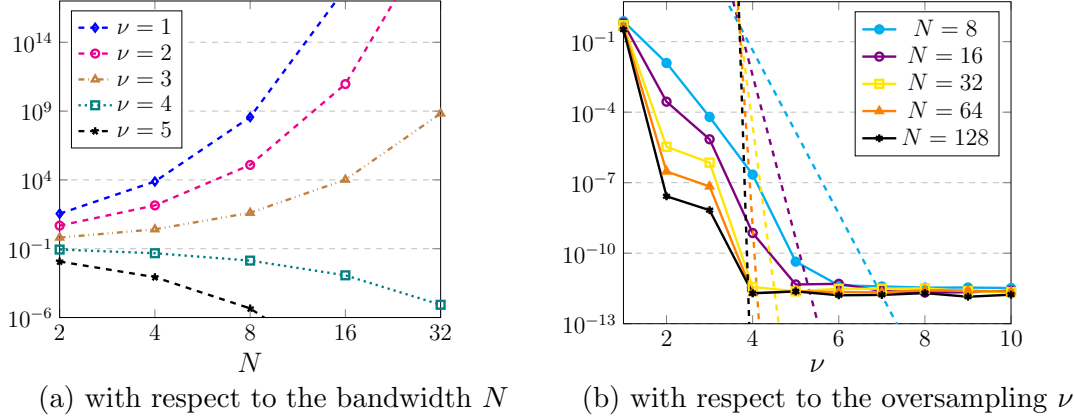 10^14
10^9
10^4
10^-1
10^-6
2
4
8
16
32
N
ν = 1
ν = 2
ν = 3
ν = 4
ν = 5
(a) with respect to the bandwidth N
10^-1
10^-4
10^-7
10^-10
10^-13
2
4
6
8
10
ν
N = 8
N = 16
N = 32
N = 64
N = 128
(b) with respect to the oversampling ν